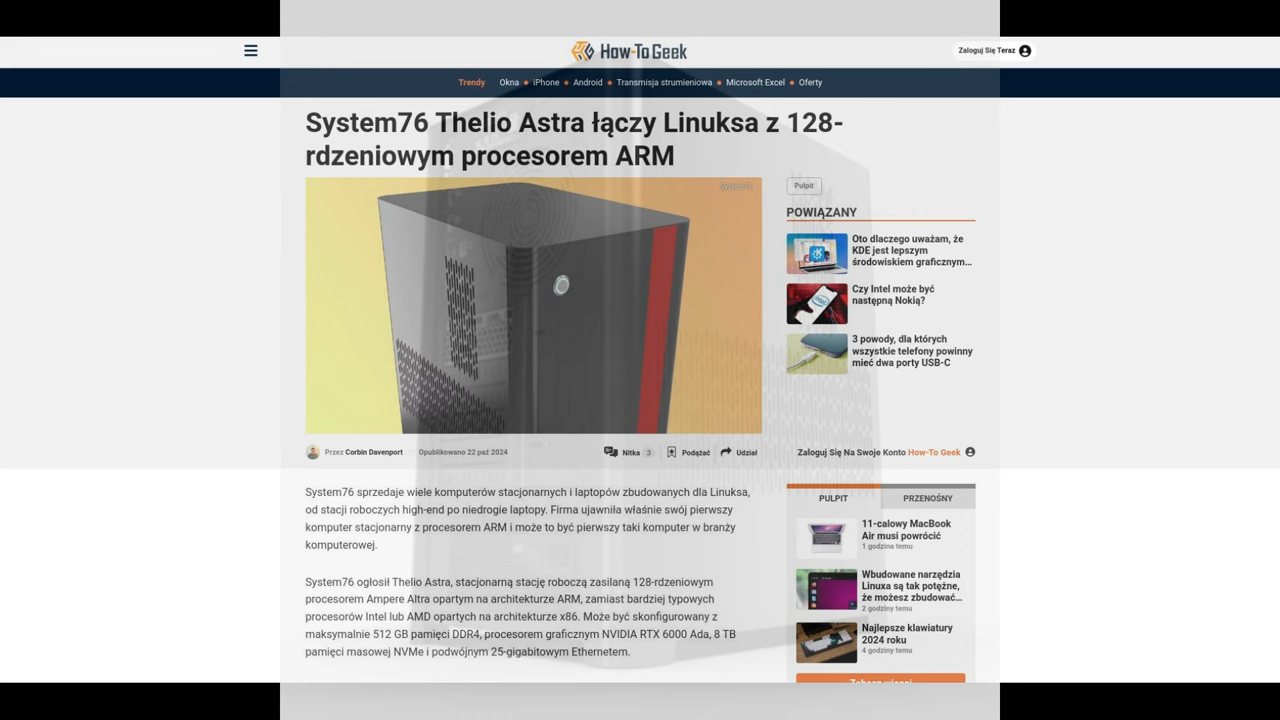 How-To Geek
Zaloguj Się Teraz
Trendy Okna iPhone Android Transmisja strumieniowa Microsoft Excel Oferty
System76 Thelio Astra łączy Linuksa z 128-
rdzeniowym procesorem ARM
System76
Pulpit
POWIĄZANY
Oto dlaczego uważam, że
KDE jest lepszym
środowiskiem graficznym...
Czy Intel może być
następną Nokią?
3 powody, dla których
wszystkie telefony powinny
mieć dwa porty USB-C
Przez Corbin Davenport Opublikowano 22 paź 2024
Nitka 3 Podążać Udział
Zaloguj Się Na Swoje Konto How-To Geek
System76 sprzedaje wiele komputerów stacjonarnych i laptopów zbudowanych dla Linuksa,
od stacji roboczych high-end po niedrogie laptopy. Firma ujawniła właśnie swój pierwszy
komputer stacjonarny z procesorem ARM i może to być pierwszy taki komputer w branży
komputerowej.
System76 ogłosił Thelio Astra, stacjonarną stację roboczą zasilaną 128-rdzeniowym
procesorem Ampere Altra opartym na architekturze ARM, zamiast bardziej typowych
procesorów Intel lub AMD opartych na architekturze x86. Może być skonfigurowany z
maksymalnie 512 GB pamięci DDR4, procesorem graficznym NVIDIA RTX 6000 Ada, 8 TB
pamięci masowej NVMe i podwójnym 25-gigabitowym Ethernetem.
PULPIT PRZENOŚNY
11-calowy MacBook
Air musi powrócić
1 godzina temu
Wbudowane narzędzia
Linuxa są tak potężne,
że możesz zbudować...
2 godziny temu
Najlepsze klawiatury
2024 roku
4 godziny temu
Zobacz więcej